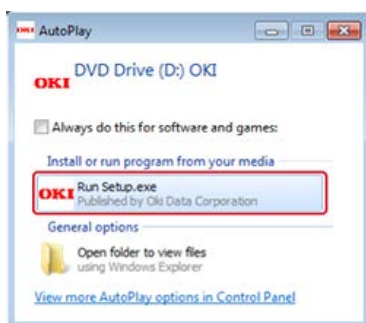 AutoPlay
DVD Drive (D:) OKI
OKI
Always do this for software and games:
Install or run program from your media
OKI Run Setup.exe
Published by Oki Data Corporation
General options
Open folder to view files
using Windows Explorer
View more AutoPlay options in Control Panel